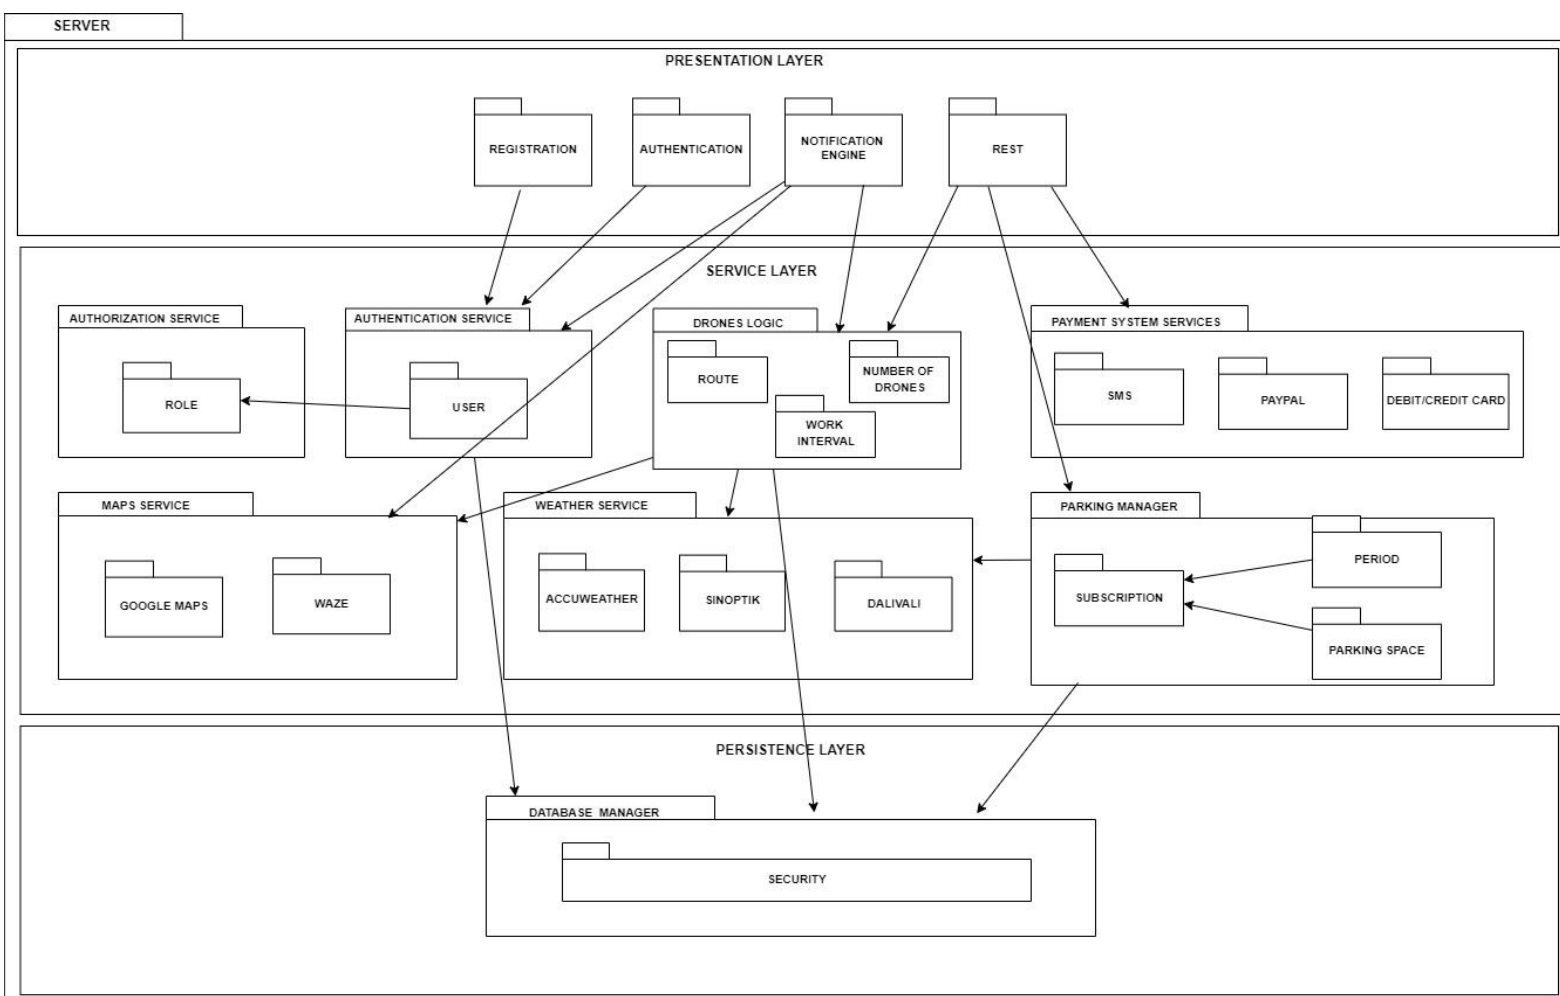 SERVER
PRESENTATION LAYER
REGISTRATION
AUTHENTICATION
NOTIFICATION
ENGINE
REST
SERVICE LAYER
AUTHORIZATION SERVICE
ROLE
AUTHENTICATION SERVICE
USER
DRONES LOGIC
ROUTE
NUMBER OF
DRONES
WORK
INTERVAL
PAYMENT SYSTEM SERVICES
SMS
PAYPAL
DEBIT/CREDIT CARD
MAPS SERVICE
GOOGLE MAPS
WAZE
WEATHER SERVICE
ACCUWEATHER
SINOPTIK
DALIVALI
PARKING MANAGER
SUBSCRIPTION
PERIOD
PARKING SPACE
PERSISTENCE LAYER
DATABASE MANAGER
SECURITY